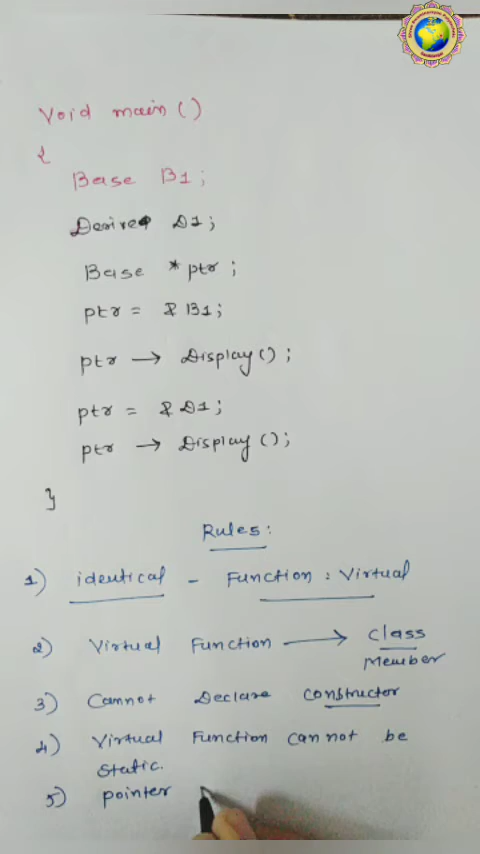 Void main ()
{
Base B1;
Derive D1;
Base *ptr;
ptr = &B1;
ptr → Display();
ptr = &D1;
ptr → Display();
}
Rules:
1) identical - Function : Virtual
2) Virtual Function → Class
Member
3) Cannot Declare Constructor
4) Virtual Function can not be
Static.
5) pointer